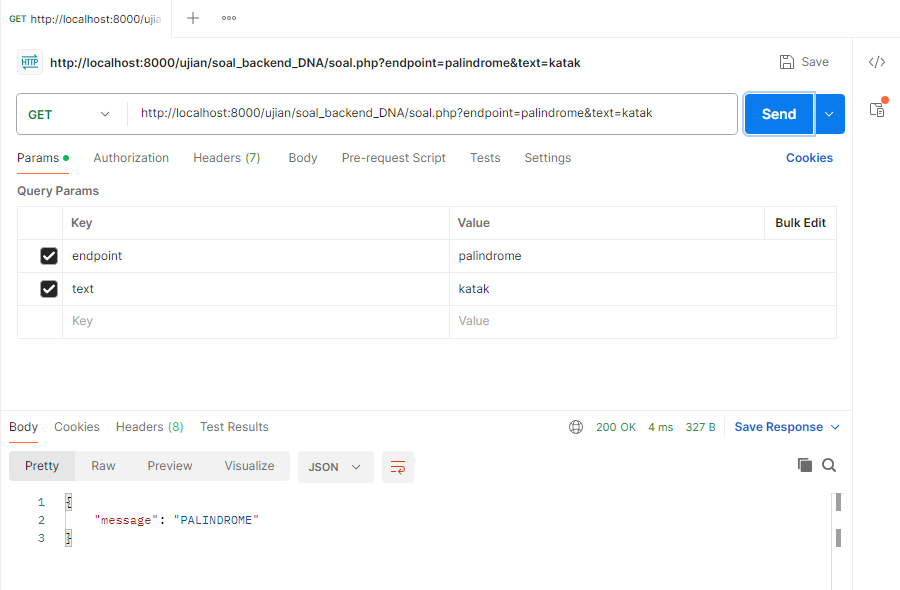 GET http://localhost:8000/ujia
HTTP http://localhost:8000/ujian/soal_backend_DNA/soal.php?endpoint=palindrome&text=katak Save </>
GET http://localhost:8000/ujian/soal_backend_DNA/soal.php?endpoint=palindrome&text=katak Send
Params Authorization Headers (7) Body Pre-request Script Tests Settings Cookies
Query Params
Key Value Bulk Edit
endpoint palindrome
text katak
Key Value
Body Cookies Headers (8) Test Results 200 OK 4 ms 327 B Save Response
Pretty Raw Preview Visualize JSON
1 {
2 "message": "PALINDROME"
3 }